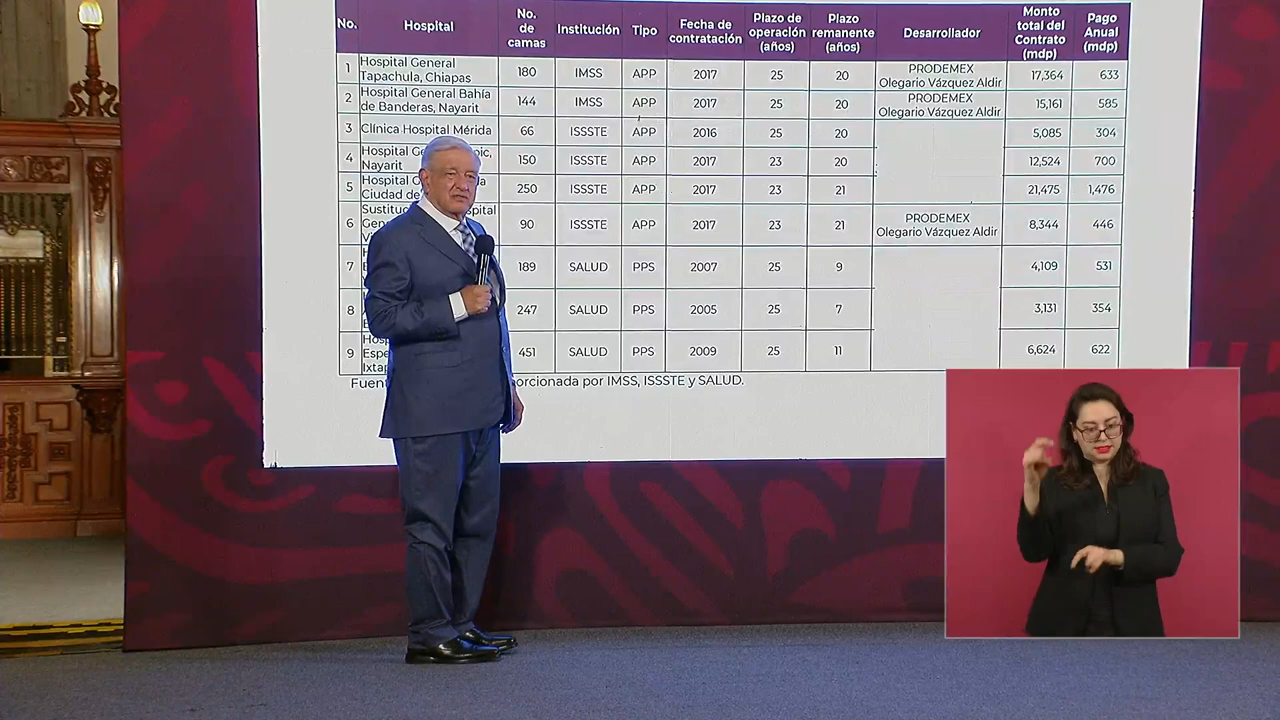 No. Hospital No. de camas Institución Tipo Fecha de contratación Plazo de operación (años) Plazo remanente (años) Desarrollador Monto total del Contrato (mdp) Pago Anual (mdp)
1 Hospital General Tapachula, Chiapas 180 IMSS APP 2017 25 20 PRODEMEX Olegario Vázquez Aldir 17,364 633
2 Hospital General Bahía de Banderas, Nayarit 144 IMSS APP 2017 25 20 PRODEMEX Olegario Vázquez Aldir 15,161 585
3 Clínica Hospital Mérida 66 ISSSTE APP 2016 25 20 5,085 304
4 Hospital Nayarit 150 ISSSTE APP 2017 23 20 12,524 700
5 Hospital 250 ISSSTE APP 2017 23 21 21,475 1,476
6 90 ISSSTE APP 2017 23 21 PRODEMEX Olegario Vázquez Aldir 8,344 446
7 189 SALUD PPS 2007 25 9 4,109 531
8 247 SALUD PPS 2005 25 7 3,131 354
9 451 SALUD PPS 2009 25 11 6,624 622
por IMSS, ISSSTE y SALUD.